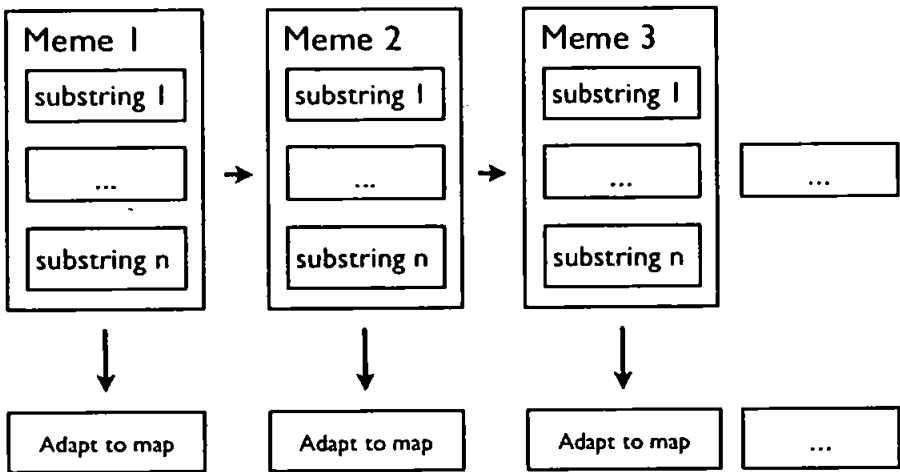 Meme 1
substring 1
...
substring n
Meme 2
substring 1
...
substring n
Meme 3
substring 1
...
substring n
...
Adapt to map
Adapt to map
Adapt to map
...